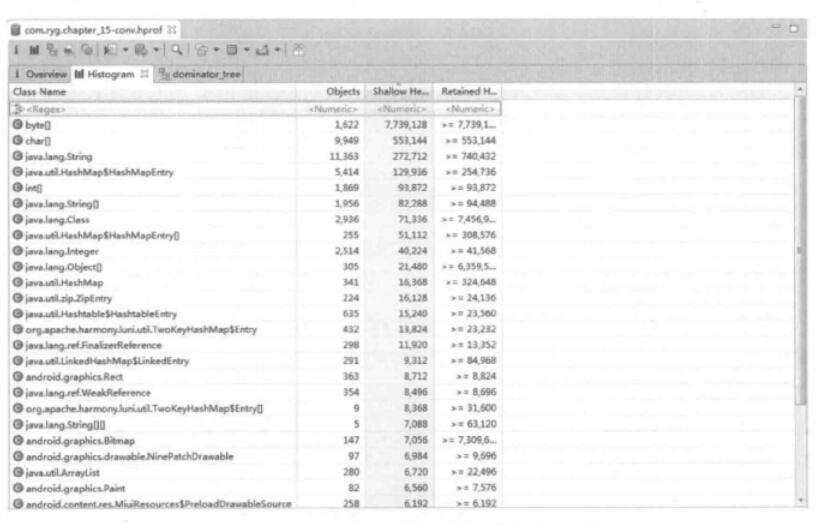 com.ryg.chapter_15-conv.hprof
i Overview Histogram dominator_tree
Class Name Objects Shallow He... Retained H...
<Regex> <Numeric> <Numeric> <Numeric>
byte[] 1,622 7,739,128 >= 7,739,1...
char[] 9,949 553,144 >= 553,144
java.lang.String 11,363 272,712 >= 740,432
java.util.HashMap$HashMapEntry 5,414 129,936 >= 254,736
int[] 1,869 93,872 >= 93,872
java.lang.String[] 1,956 82,288 >= 94,488
java.lang.Class 2,936 71,336 >= 7,456,9...
java.util.HashMap$HashMapEntry[] 255 51,112 >= 308,576
java.lang.Integer 2,514 40,224 >= 41,568
java.lang.Object[] 305 21,480 >= 6,359,5...
java.util.HashMap 341 16,368 >= 324,648
java.util.zip.ZipEntry 224 16,128 >= 24,136
java.util.Hashtable$HashtableEntry 635 15,240 >= 23,560
org.apache.harmony.luni.util.TwoKeyHashMap$Entry 432 13,824 >= 23,232
java.lang.ref.FinalizerReference 298 11,920 >= 13,352
java.util.LinkedHashMap$LinkedEntry 291 9,312 >= 84,968
android.graphics.Rect 363 8,712 >= 8,824
java.lang.ref.WeakReference 354 8,496 >= 8,696
org.apache.harmony.luni.util.TwoKeyHashMap$Entry[] 9 8,368 >= 31,600
java.lang.String[][] 5 7,088 >= 63,120
android.graphics.Bitmap 147 7,056 >= 7,309,6...
android.graphics.drawable.NinePatchDrawable 97 6,984 >= 9,696
java.util.ArrayList 280 6,720 >= 22,496
android.graphics.Paint 82 6,560 >= 7,576
android.content.res.MiuiResources$PreloadDrawableSource 258 6,192 >= 6,192